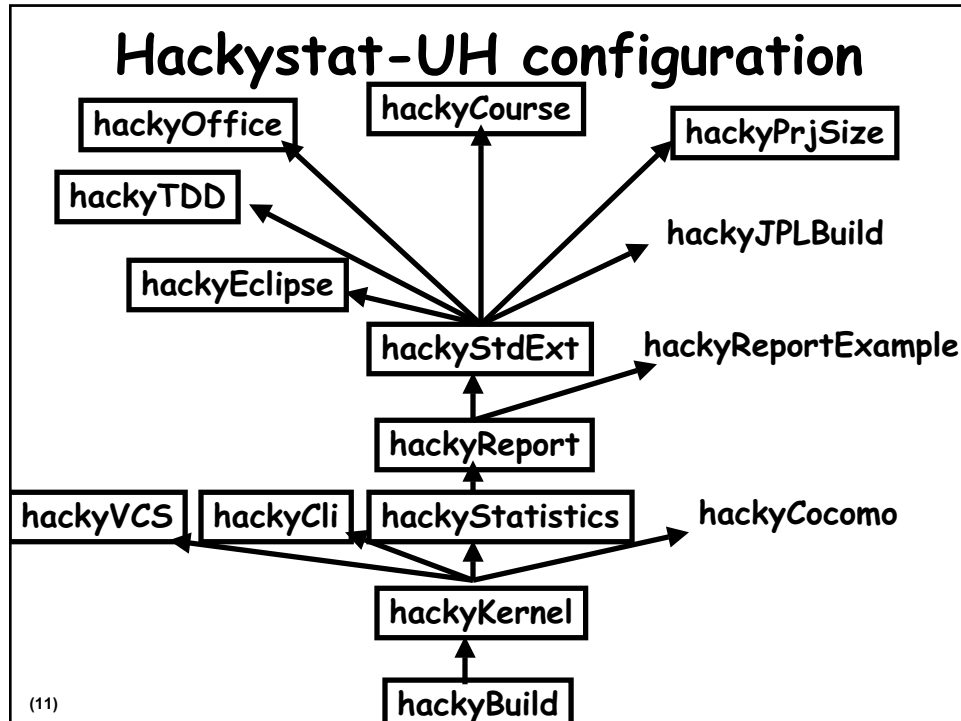 Hackystat-UH configuration
hackyCourse
hackyOffice
hackyPrjSize
hackyTDD
hackyJPLBuild
hackyEclipse
hackyStdExt
hackyReportExample
hackyReport
hackyVCS
hackyCli
hackyStatistics
hackyCocomo
hackyKernel
hackyBuild
(11)